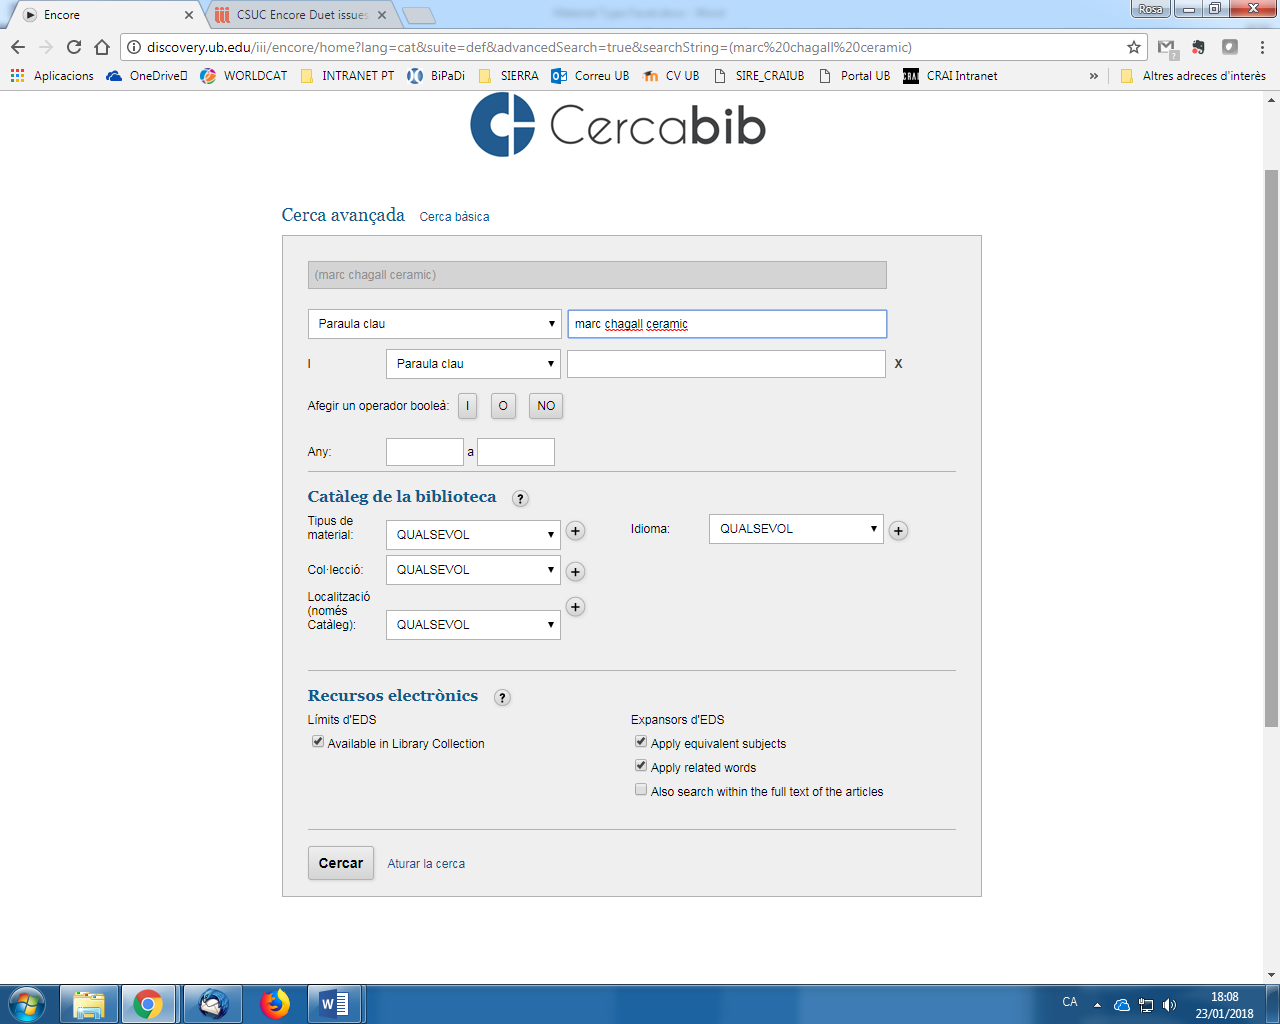 Encore
CSUC Encore Duet issues
Rosa
discovery.ub.edu/iii/encore/home?lang=cat&suite=def&advancedSearch=true&searchString=(marc%20chagall%20ceramic)
?
Aplicacions OneDrive WORLDCAT INTRANET PT BiPaDi SIERRA Correu UB CV UB SIRE_CRAIUB Portal UB CRAI CRAI Intranet » Altres adreces d'interès
Cercabib
Cerca avançada Cerca bàsica
(marc chagall ceramic)
Paraula clau marc chagall ceramic
I Paraula clau X
Afegir un operador booleà: I O NO
Any: a
Catàleg de la biblioteca ?
Tipus de
material: QUALSEVOL + Idioma: QUALSEVOL +
Col·lecció: QUALSEVOL +
Localització
(només
Catàleg): QUALSEVOL +
Recursos electrònics ?
Límits d'EDS Expansors d'EDS
Available in Library Collection Apply equivalent subjects
Apply related words
Also search within the full text of the articles
Cercar Aturar la cerca
CA 18:08
23/01/2018